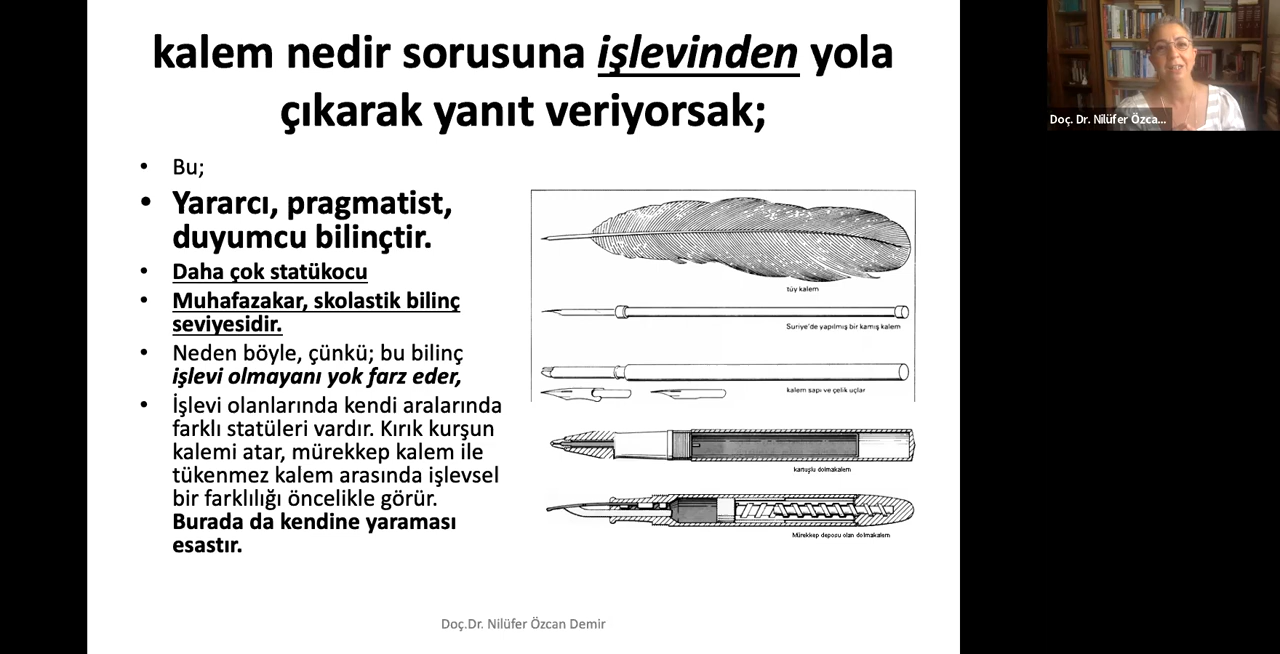 kalem nedir sorusuna işlevinden yola
çıkarak yanıt veriyorsak;
• Bu;
• Yararcı, pragmatist,
duyumcu bilinçtir.
• Daha çok statükocu
• Muhafazakar, skolastik bilinç
seviyesidir.
• Neden böyle, çünkü; bu bilinç
işlevi olmayanı yok farz eder,
• İşlevi olanlarında kendi aralarında
farklı statüleri vardır. Kırık kurşun
kalemi atar, mürekkep kalem ile
tükenmez kalem arasında işlevsel
bir farklılığı öncelikle görür.
Burada da kendine yaraması
esastır.
tüy kalem
Suriye'de yapılmış bir kamış kalem
kalem sapı ve çelik uçlar
kartuşlu dolmakalem
Mürekkep deposu olan dolmakalem
Doç.Dr. Nilüfer Özcan Demir
Doç. Dr. Nilüfer Özca...